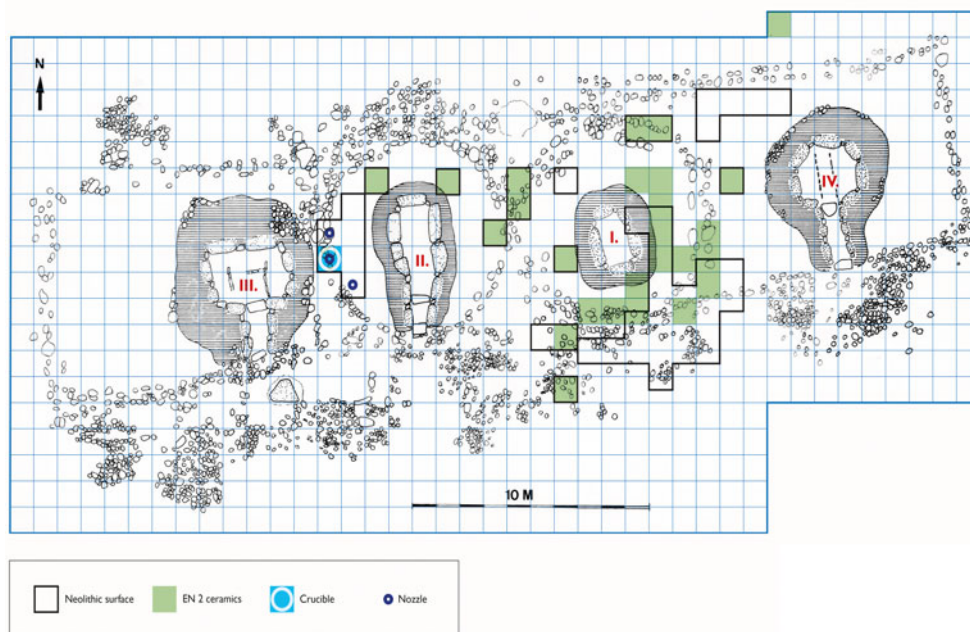 N
IV.
I.
II.
III.
10 M
Neolithic surface
EN 2 ceramics
Crucible
Nozzle